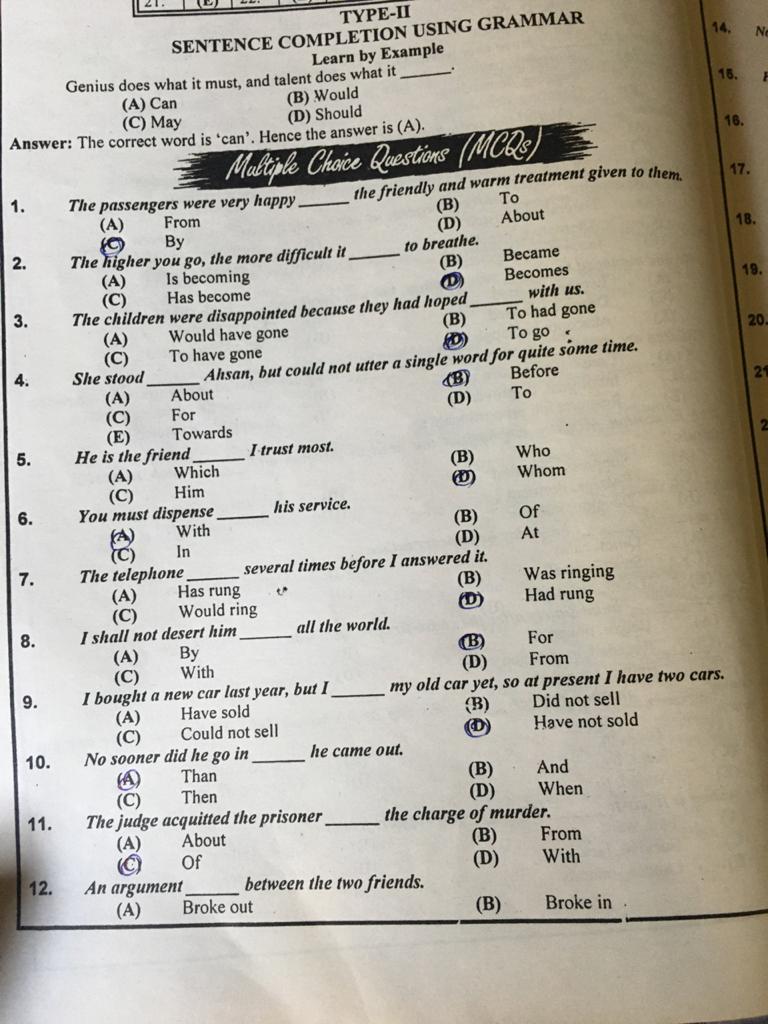 21. (E) 22.
TYPE-II
SENTENCE COMPLETION USING GRAMMAR
Learn by Example
Genius does what it must, and talent does what it ______.
(A) Can (B) Would
(C) May (D) Should
Answer: The correct word is ‘can’. Hence the answer is (A).
Multiple Choice Questions (MCQs)
1. The passengers were very happy ______ the friendly and warm treatment given to them.
(A) From (B) To
(C) By (D) About
2. The higher you go, the more difficult it ______ to breathe.
(A) Is becoming (B) Became
(C) Has become (D) Becomes
3. The children were disappointed because they had hoped ______ with us.
(A) Would have gone (B) To had gone
(C) To have gone (D) To go
4. She stood ______ Ahsan, but could not utter a single word for quite some time.
(A) About (B) Before
(C) For (D) To
(E) Towards
5. He is the friend ______ I trust most.
(A) Which (B) Who
(C) Him (D) Whom
6. You must dispense ______ his service.
(A) With (B) Of
(C) In (D) At
7. The telephone ______ several times before I answered it.
(A) Has rung (B) Was ringing
(C) Would ring (D) Had rung
8. I shall not desert him ______ all the world.
(A) By (B) For
(C) With (D) From
9. I bought a new car last year, but I ______ my old car yet, so at present I have two cars.
(A) Have sold (B) Did not sell
(C) Could not sell (D) Have not sold
10. No sooner did he go in ______ he came out.
(A) Than (B) And
(C) Then (D) When
11. The judge acquitted the prisoner ______ the charge of murder.
(A) About (B) From
(C) Of (D) With
12. An argument ______ between the two friends.
(A) Broke out (B) Broke in
14.
15.
16.
17.
18.
19.
20.
21
2